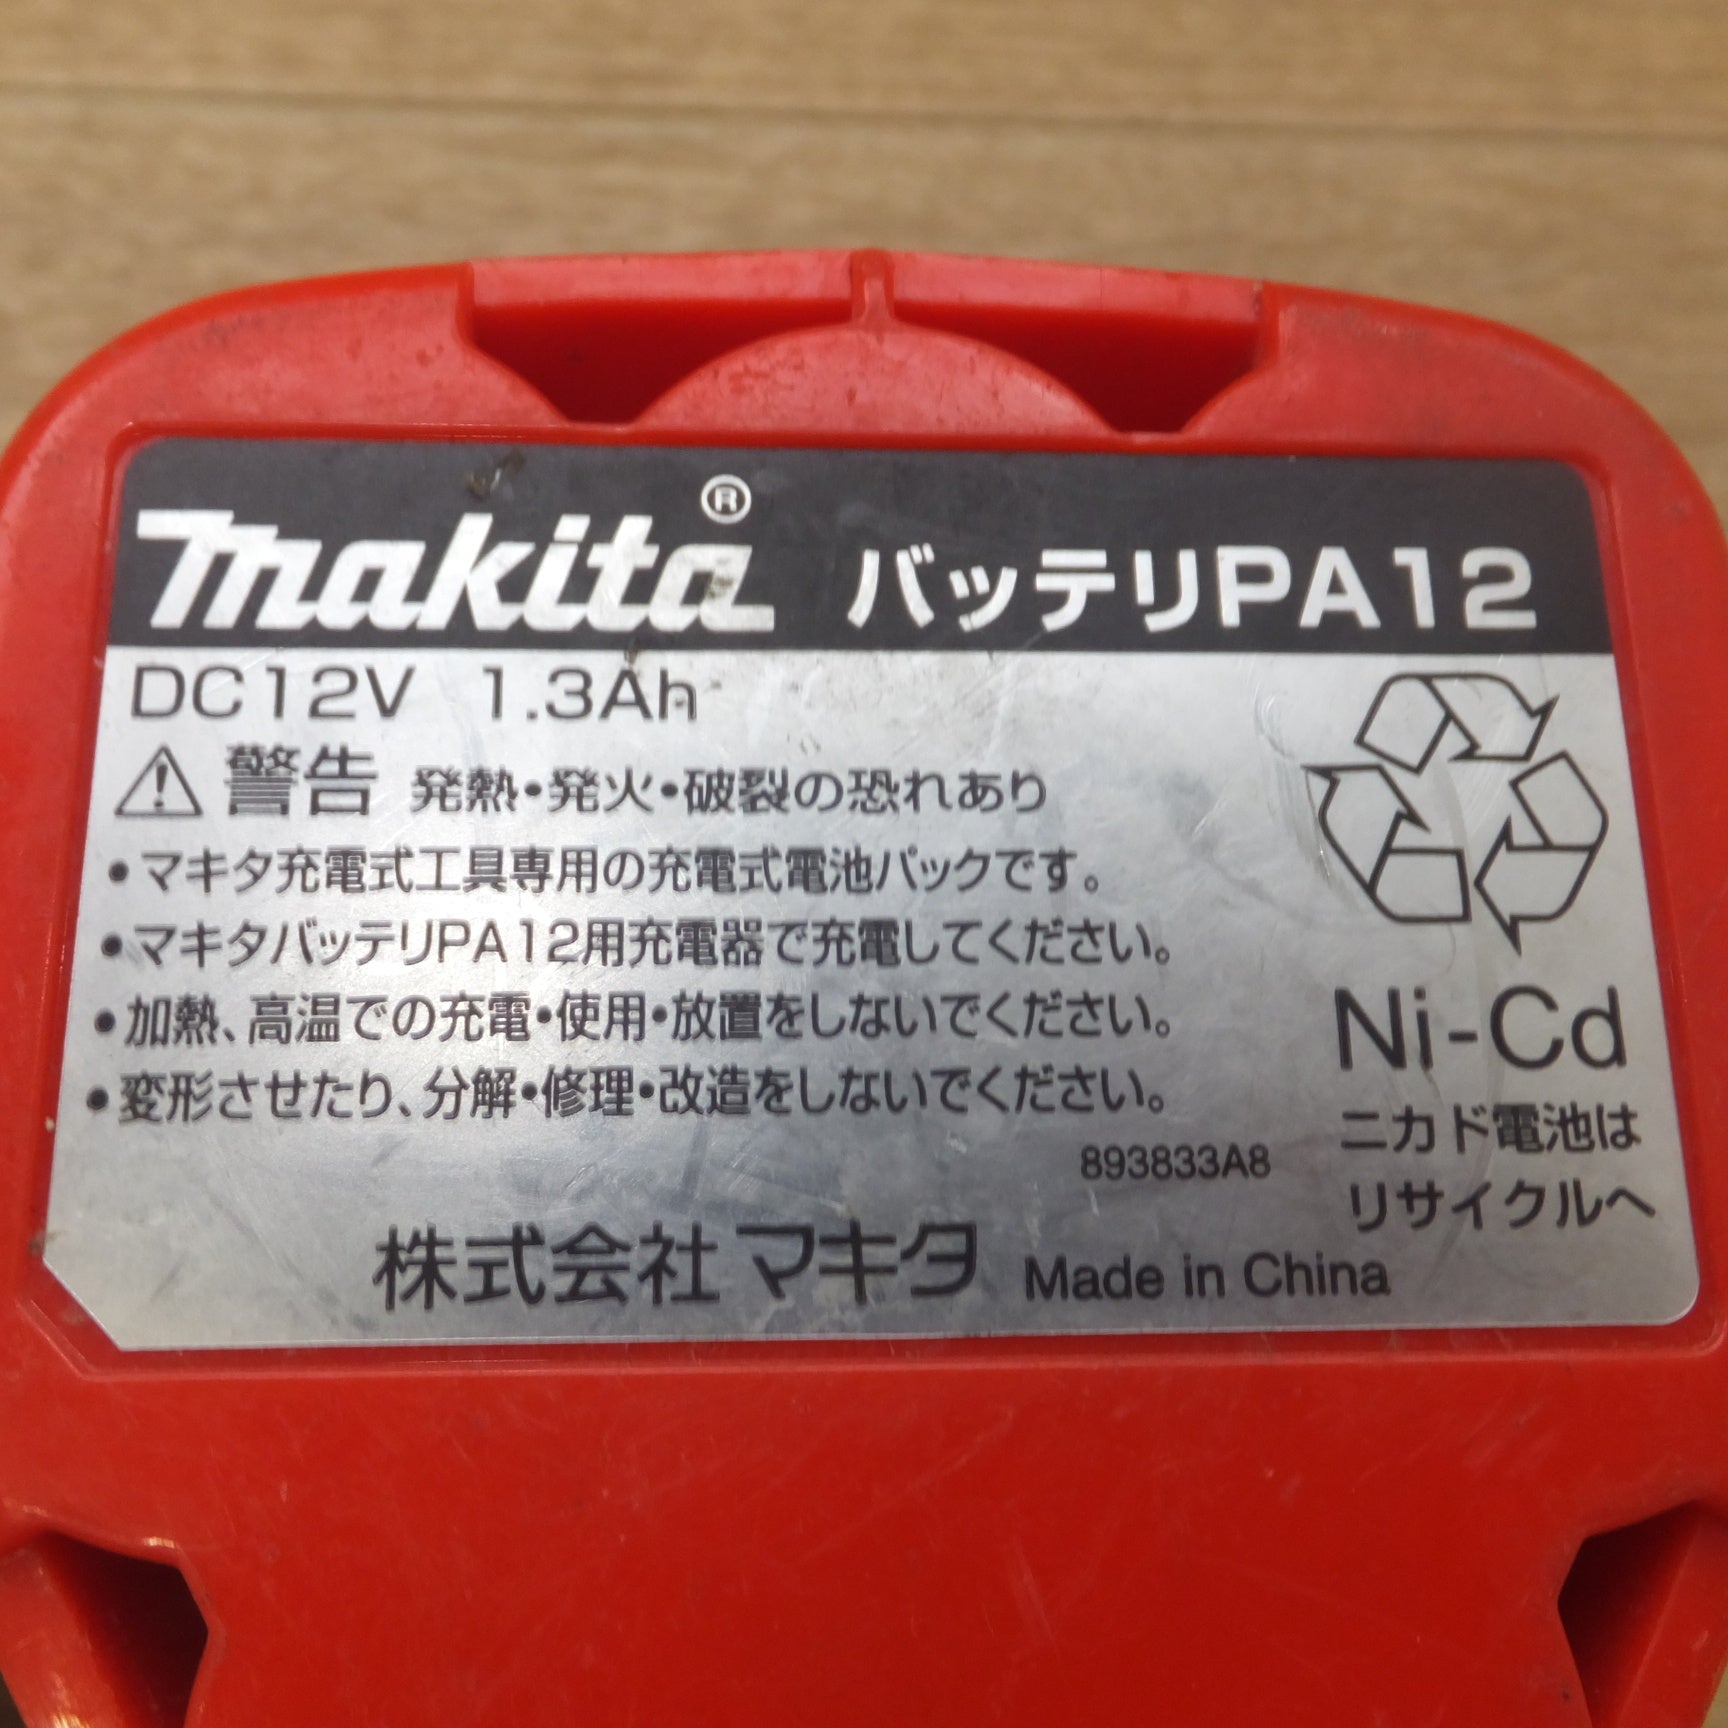 makita® バッテリPA12
DC12V 1.3Ah
警告 発熱・発火・破裂の恐れあり
・マキタ充電式工具専用の充電式電池パックです。
・マキタバッテリPA12用充電器で充電してください。
・加熱、高温での充電・使用・放置をしないでください。
・変形させたり、分解・修理・改造をしないでください。
Ni-Cd
ニカド電池は
リサイクルへ
893833A8
株式会社マキタ Made in China